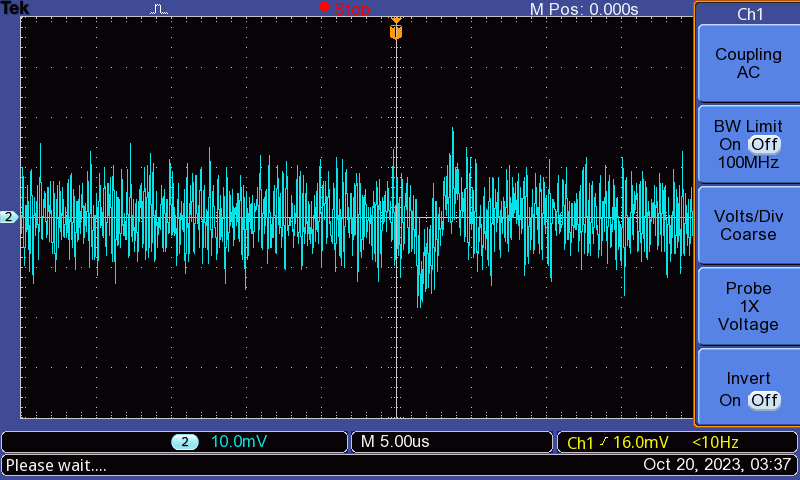 Tek Stop M Pos: 0.000s
T
Ch1
Coupling
AC
BW Limit
On Off
100MHz
2
Volts/Div
Coarse
Probe
1X
Voltage
Invert
On Off
2 10.0mV M 5.00us Ch1 16.0mV <10Hz
Please wait.... Oct 20, 2023, 03:37